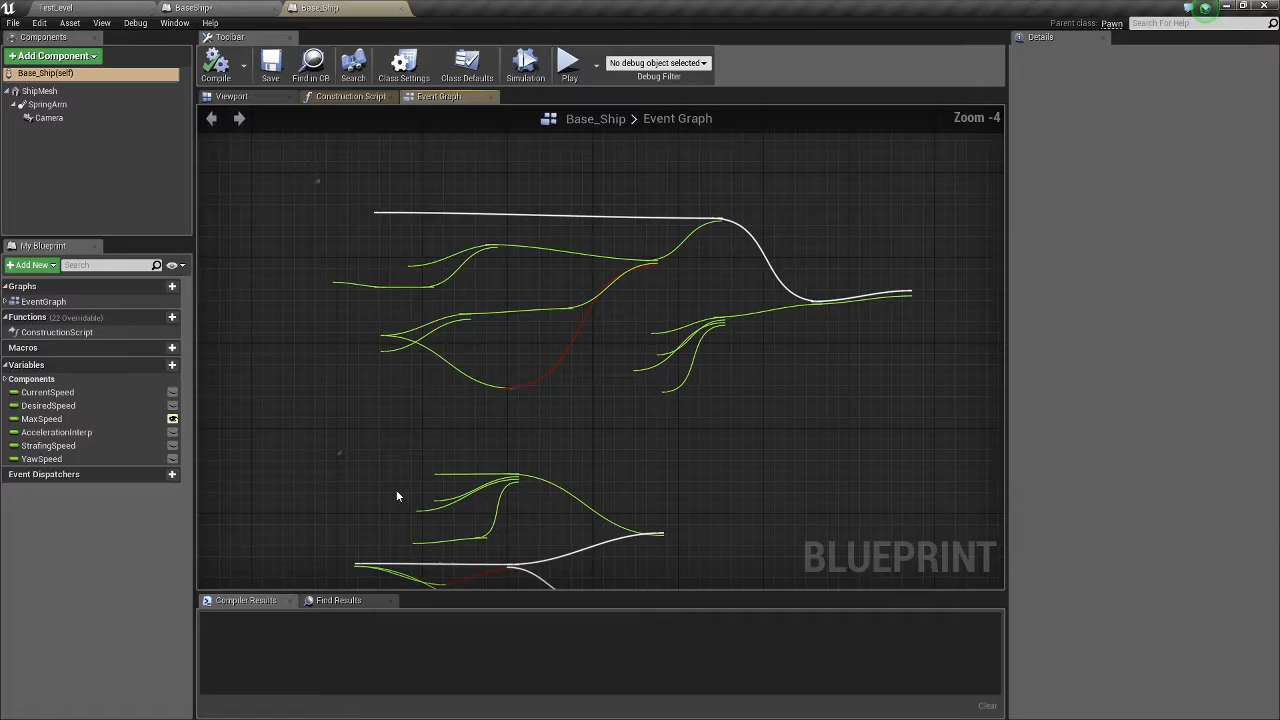 TestLevel
BaseShip*
Base_Ship
File Edit Asset View Debug Window Help
Parent class: Pawn
Search For Help
Components
Toolbar
Details
+ Add Component
Base_Ship(self)
ShipMesh
SpringArm
Camera
Compile
Save
Find in CB
Search
Class Settings
Class Defaults
Simulation
Play
No debug object selected
Debug Filter
Viewport
Construction Script
Event Graph
Base_Ship > Event Graph
Zoom -4
My Blueprint
+ Add New
Search
Graphs
EventGraph
Functions (22 Overridable)
ConstructionScript
Macros
Variables
Components
CurrentSpeed
DesiredSpeed
MaxSpeed
AccelerationInterp
StrafingSpeed
YawSpeed
Event Dispatchers
BLUEPRINT
Compiler Results
Find Results
Clear